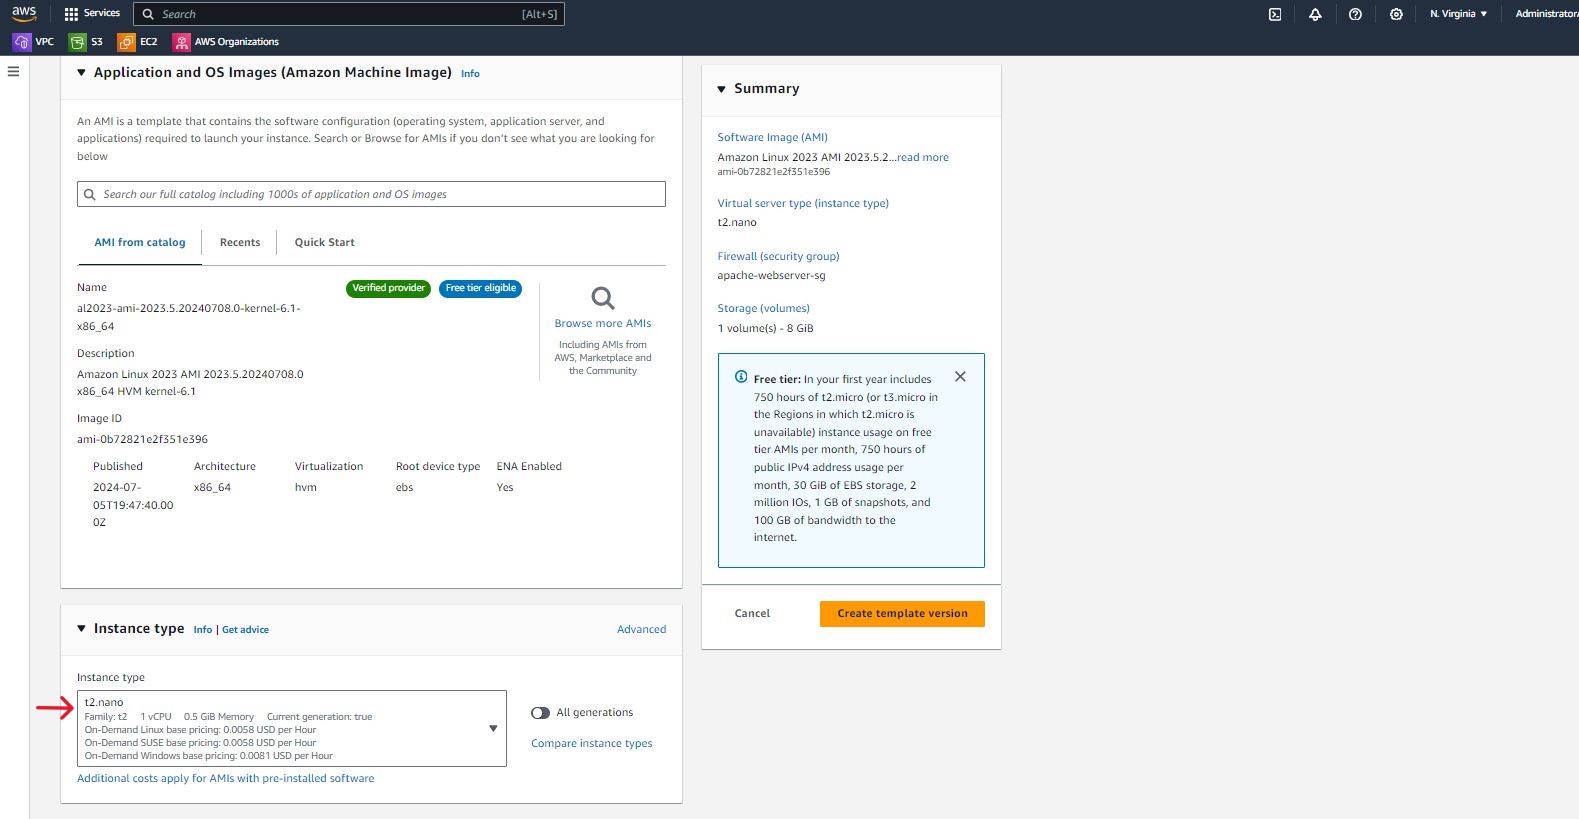 aws
Services
Search
[Alt+S]
N. Virginia
Administrator/
VPC
S3
EC2
AWS Organizations
Application and OS Images (Amazon Machine Image) Info
An AMI is a template that contains the software configuration (operating system, application server, and
applications) required to launch your instance. Search or Browse for AMIs if you don't see what you are looking for
below
Search our full catalog including 1000s of application and OS images
AMI from catalog
Recents
Quick Start
Name
Verified provider
Free tier eligible
al2023-ami-2023.5.20240708.0-kernel-6.1-
x86_64
Description
Amazon Linux 2023 AMI 2023.5.20240708.0
x86_64 HVM kernel-6.1
Image ID
ami-0b72821e2f351e396
Browse more AMIs
Including AMIs from
AWS, Marketplace and
the Community
Published
Architecture
Virtualization
Root device type
ENA Enabled
2024-07-
05T19:47:40.00
0Z
x86_64
hvm
ebs
Yes
Instance type Info | Get advice
Advanced
Instance type
t2.nano
Family: t2 1 vCPU 0.5 GiB Memory Current generation: true
On-Demand Linux base pricing: 0.0058 USD per Hour
On-Demand SUSE base pricing: 0.0058 USD per Hour
On-Demand Windows base pricing: 0.0081 USD per Hour
All generations
Compare instance types
Additional costs apply for AMIs with pre-installed software
Summary
Software Image (AMI)
Amazon Linux 2023 AMI 2023.5.2...read more
ami-0b72821e2f351e396
Virtual server type (instance type)
t2.nano
Firewall (security group)
apache-webserver-sg
Storage (volumes)
1 volume(s) - 8 GiB
Free tier: In your first year includes
750 hours of t2.micro (or t3.micro in
the Regions in which t2.micro is
unavailable) instance usage on free
tier AMIs per month, 750 hours of
public IPv4 address usage per
month, 30 GiB of EBS storage, 2
million IOs, 1 GB of snapshots, and
100 GB of bandwidth to the
internet.
Cancel
Create template version